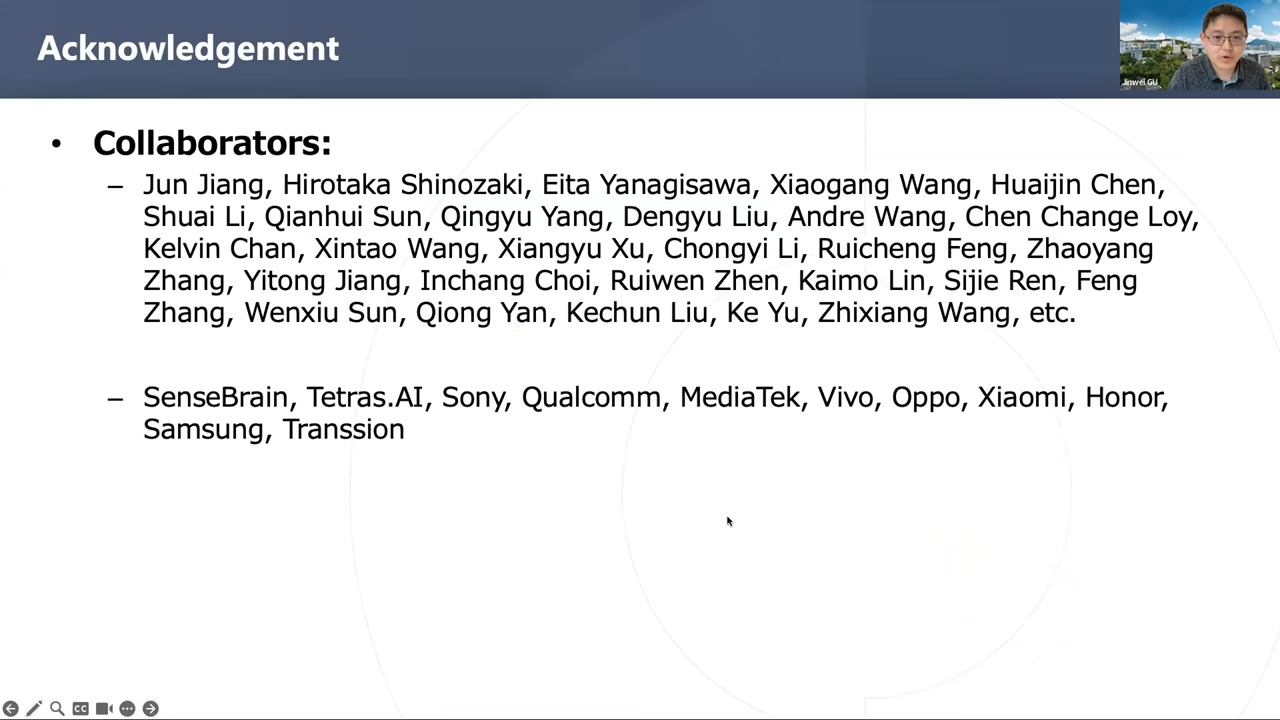 Acknowledgement
Jinwei GU
• Collaborators:
– Jun Jiang, Hirotaka Shinozaki, Eita Yanagisawa, Xiaogang Wang, Huaijin Chen,
Shuai Li, Qianhui Sun, Qingyu Yang, Dengyu Liu, Andre Wang, Chen Change Loy,
Kelvin Chan, Xintao Wang, Xiangyu Xu, Chongyi Li, Ruicheng Feng, Zhaoyang
Zhang, Yitong Jiang, Inchang Choi, Ruiwen Zhen, Kaimo Lin, Sijie Ren, Feng
Zhang, Wenxiu Sun, Qiong Yan, Kechun Liu, Ke Yu, Zhixiang Wang, etc.
– SenseBrain, Tetras.AI, Sony, Qualcomm, MediaTek, Vivo, Oppo, Xiaomi, Honor,
Samsung, Transsion
CC